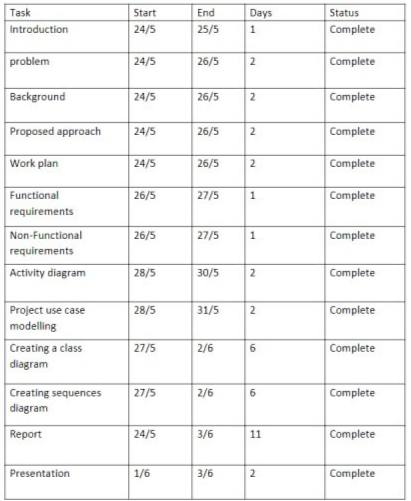 Task Start End Days Status
Introduction 24/5 25/5 1 Complete
problem 24/5 26/5 2 Complete
Background 24/5 26/5 2 Complete
Proposed approach 24/5 26/5 2 Complete
Work plan 24/5 26/5 2 Complete
Functional 26/5 27/5 1 Complete
requirements
Non-Functional 26/5 27/5 1 Complete
requirements
Activity diagram 28/5 30/5 2 Complete
Project use case 28/5 31/5 2 Complete
modelling
Creating a class 27/5 2/6 6 Complete
diagram
Creating sequences 27/5 2/6 6 Complete
diagram
Report 24/5 3/6 11 Complete
Presentation 1/6 3/6 2 Complete